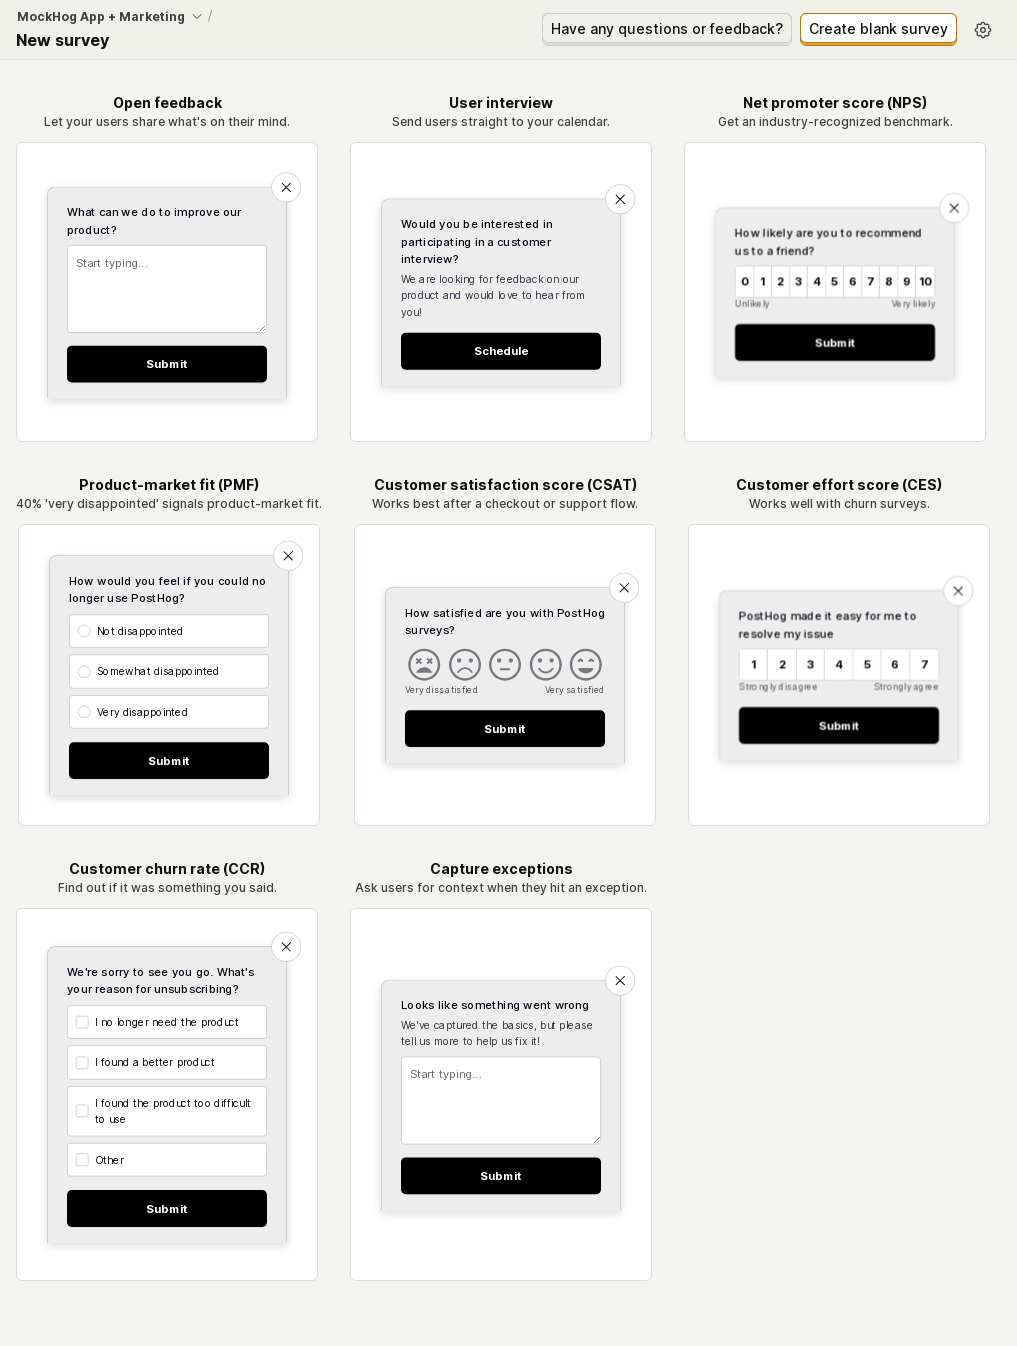 MockHog App + Marketing /
New survey
Have any questions or feedback?
Create blank survey
Open feedback
Let your users share what's on their mind.
What can we do to improve our
product?
Start typing...
Submit
User interview
Send users straight to your calendar.
Would you be interested in
participating in a customer
interview?
We are looking for feedback on our
product and would love to hear from
you!
Schedule
Net promoter score (NPS)
Get an industry-recognized benchmark.
How likely are you to recommend
us to a friend?
0 1 2 3 4 5 6 7 8 9 10
Unlikely Very likely
Submit
Product-market fit (PMF)
40% 'very disappointed' signals product-market fit.
How would you feel if you could no
longer use PostHog?
Not disappointed
Somewhat disappointed
Very disappointed
Submit
Customer satisfaction score (CSAT)
Works best after a checkout or support flow.
How satisfied are you with PostHog
surveys?
Very dissatisfied Very satisfied
Submit
Customer effort score (CES)
Works well with churn surveys.
PostHog made it easy for me to
resolve my issue
1 2 3 4 5 6 7
Strongly disagree Strongly agree
Submit
Customer churn rate (CCR)
Find out if it was something you said.
We're sorry to see you go. What's
your reason for unsubscribing?
I no longer need the product
I found a better product
I found the product too difficult
to use
Other
Submit
Capture exceptions
Ask users for context when they hit an exception.
Looks like something went wrong
We've captured the basics, but please
tell us more to help us fix it!
Start typing...
Submit